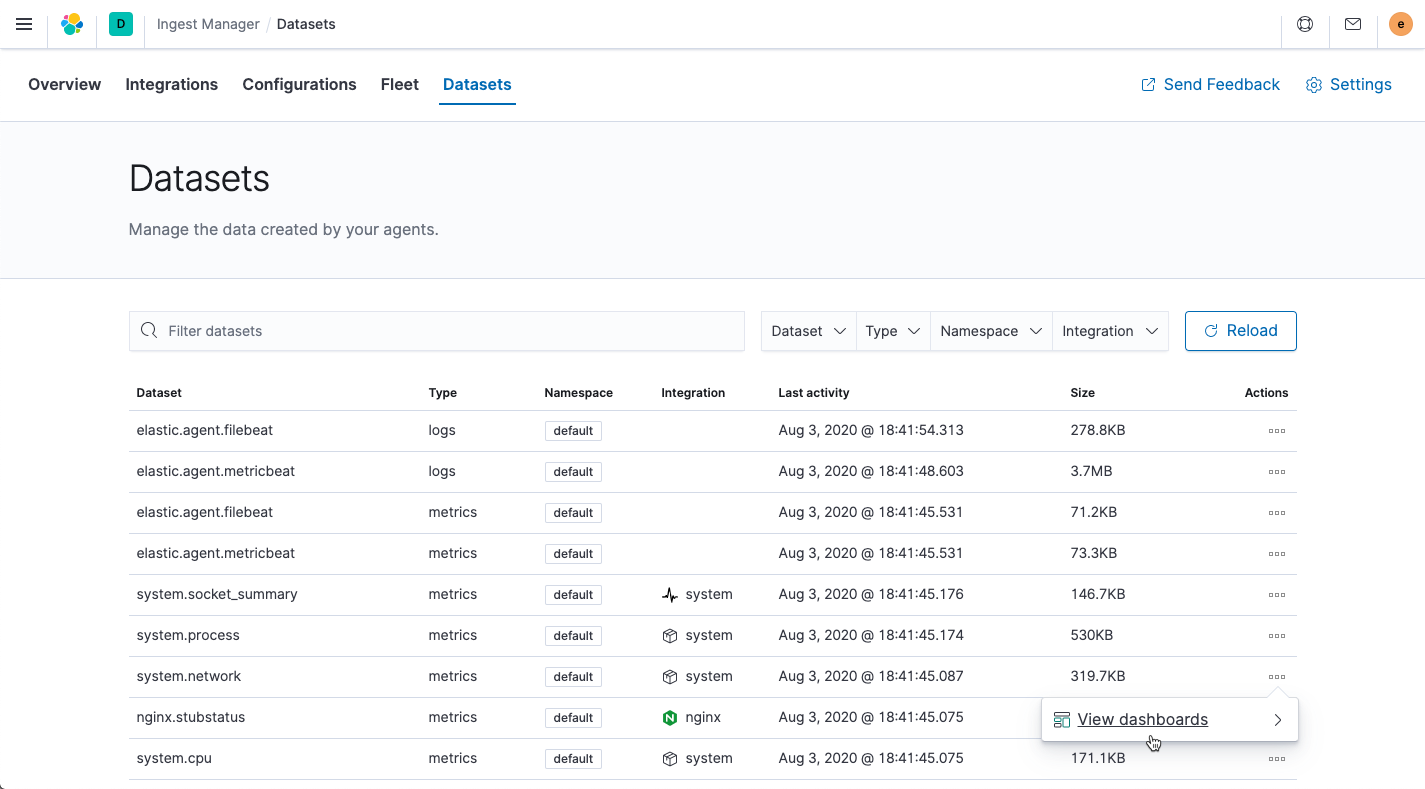 D Ingest Manager / Datasets e
Overview Integrations Configurations Fleet Datasets Send Feedback Settings
Datasets
Manage the data created by your agents.
Filter datasets Dataset Type Namespace Integration Reload
Dataset Type Namespace Integration Last activity Size Actions
elastic.agent.filebeat logs default Aug 3, 2020 @ 18:41:54.313 278.8KB
elastic.agent.metricbeat logs default Aug 3, 2020 @ 18:41:48.603 3.7MB
elastic.agent.filebeat metrics default Aug 3, 2020 @ 18:41:45.531 71.2KB
elastic.agent.metricbeat metrics default Aug 3, 2020 @ 18:41:45.531 73.3KB
system.socket_summary metrics default system Aug 3, 2020 @ 18:41:45.176 146.7KB
system.process metrics default system Aug 3, 2020 @ 18:41:45.174 530KB
system.network metrics default system Aug 3, 2020 @ 18:41:45.087 319.7KB
nginx.stubstatus metrics default nginx Aug 3, 2020 @ 18:41:45.075 View dashboards
system.cpu metrics default system Aug 3, 2020 @ 18:41:45.075 171.1KB